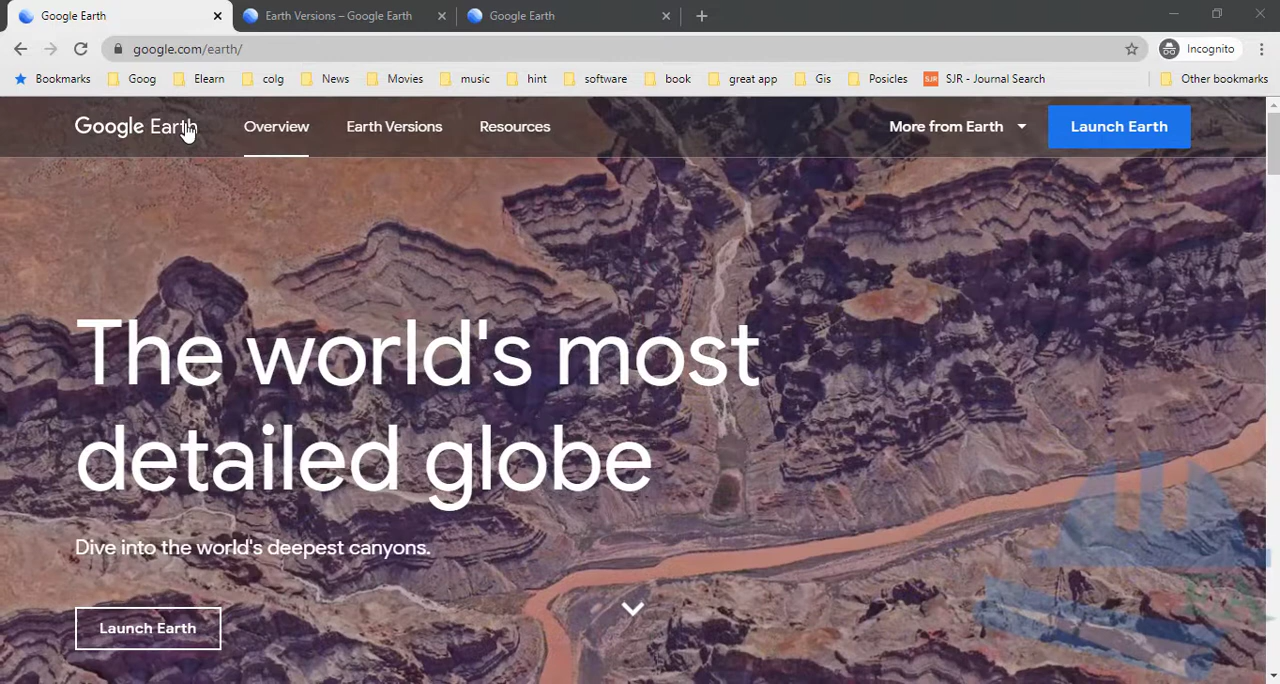 Google Earth
Earth Versions – Google Earth
Google Earth
google.com/earth/
Incognito
Bookmarks
Goog
Elearn
colg
News
Movies
music
hint
software
book
great app
Gis
Posicles
SJR
SJR - Journal Search
Other bookmarks
Google Earth
Overview
Earth Versions
Resources
More from Earth
Launch Earth
The world's most
detailed globe
Dive into the world's deepest canyons.
Launch Earth